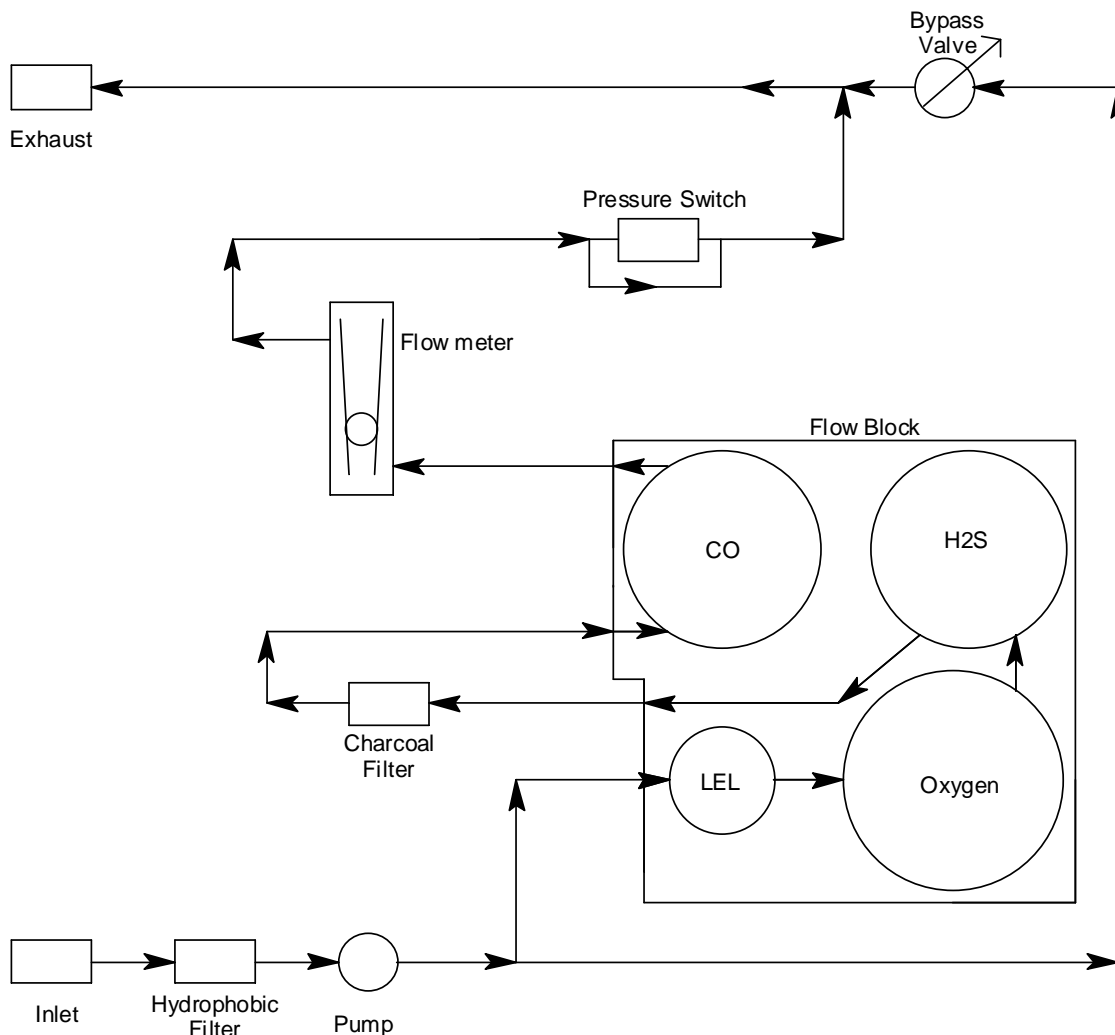 Bypass
Valve
Exhaust
Pressure Switch
Flow meter
Flow Block
CO
H2S
Charcoal
Filter
LEL
Oxygen
Inlet
Hydrophobic
Filter
Pump